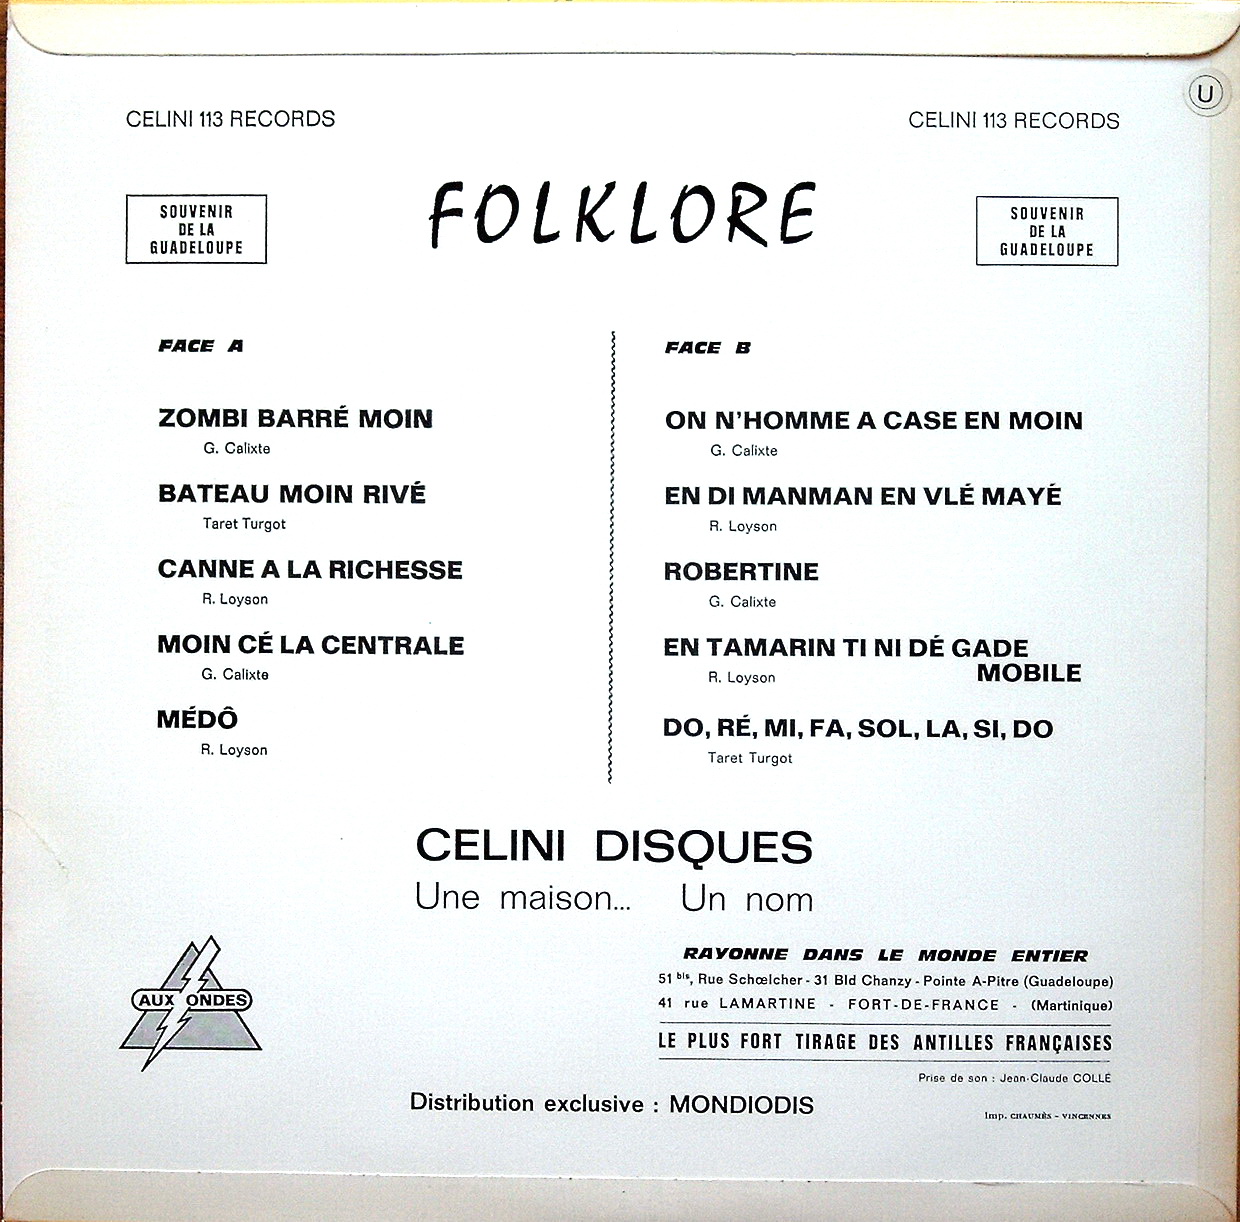 U
CELINI 113 RECORDS
CELINI 113 RECORDS
SOUVENIR
DE LA
GUADELOUPE
FOLKLORE
SOUVENIR
DE LA
GUADELOUPE
FACE A
ZOMBI BARRÉ MOIN
G. Calixte
BATEAU MOIN RIVÉ
Taret Turgot
CANNE A LA RICHESSE
R. Loyson
MOIN CÉ LA CENTRALE
G. Calixte
MÉDÔ
R. Loyson
FACE B
ON N'HOMME A CASE EN MOIN
G. Calixte
EN DI MANMAN EN VLÉ MAYÉ
R. Loyson
ROBERTINE
G. Calixte
EN TAMARIN TI NI DÉ GADE
MOBILE
R. Loyson
DO, RÉ, MI, FA, SOL, LA, SI, DO
Taret Turgot
CELINI DISQUES
Une maison... Un nom
AUX ONDES
RAYONNE DANS LE MONDE ENTIER
51 bis, Rue Schœlcher - 31 Bld Chanzy - Pointe A-Pitre (Guadeloupe)
41 rue LAMARTINE - FORT-DE-FRANCE - (Martinique)
LE PLUS FORT TIRAGE DES ANTILLES FRANÇAISES
Prise de son : Jean-Claude COLLÉ
Distribution exclusive : MONDIODIS
Imp. CHAUMÈS - VINCENNES